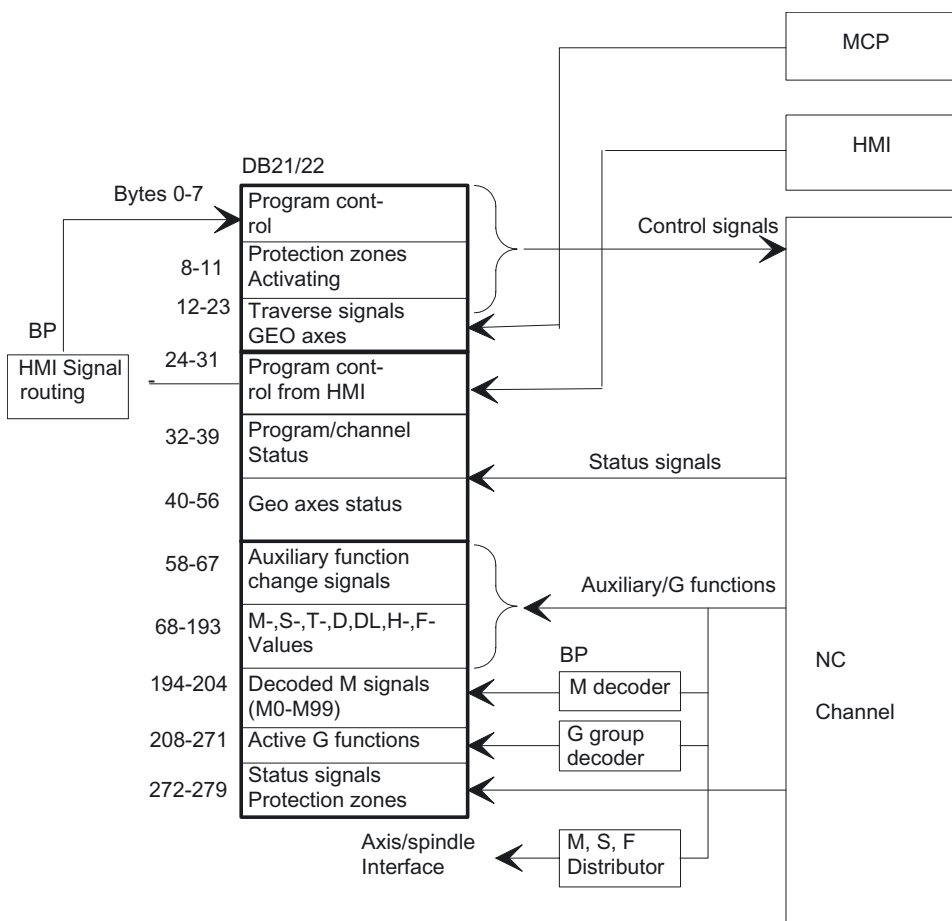 MCP
HMI
DB21/22
Bytes 0-7
Program cont-
rol
Control signals
8-11
Protection zones
Activating
12-23
Traverse signals
GEO axes
BP
HMI Signal
routing
24-31
Program cont-
rol from HMI
32-39
Program/channel
Status
Status signals
40-56
Geo axes status
58-67
Auxiliary function
change signals
Auxiliary/G functions
68-193
M-,S-,T-,D,DL,H-,F-
Values
BP
NC
Channel
194-204
Decoded M signals
(M0-M99)
M decoder
208-271
Active G functions
G group
decoder
272-279
Status signals
Protection zones
Axis/spindle
Interface
M, S, F
Distributor